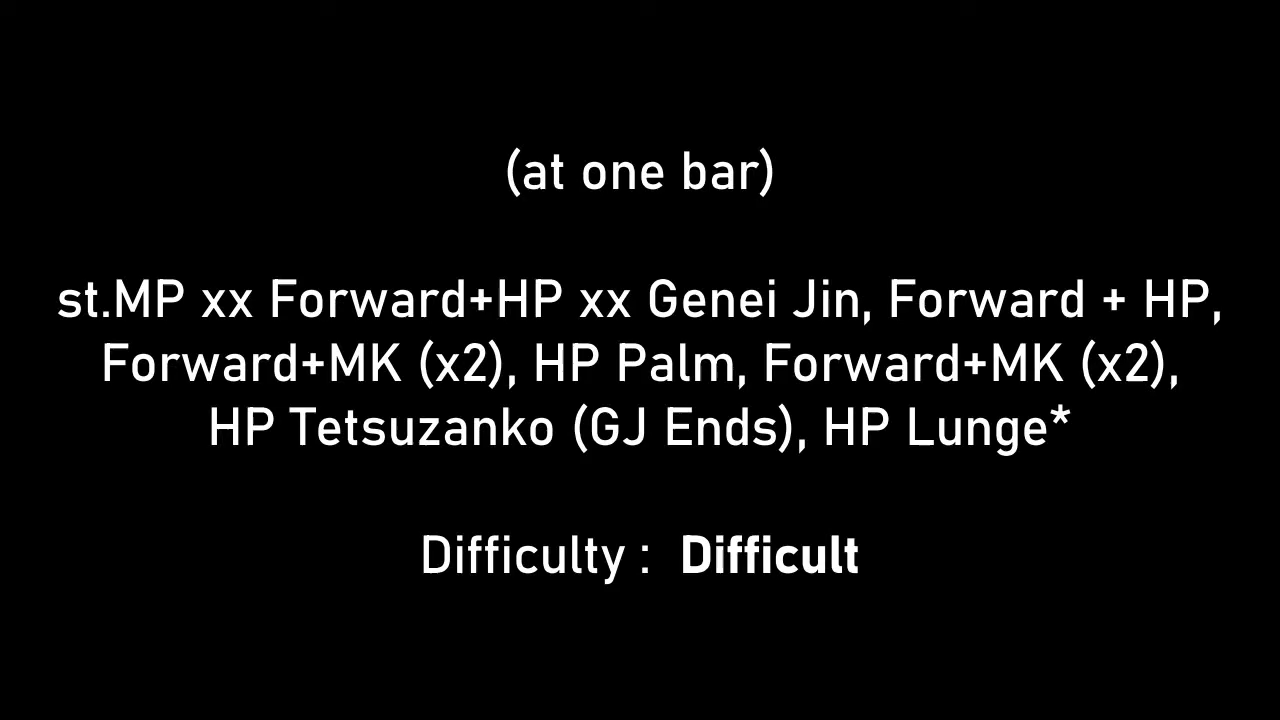 (at one bar)
st.MP xx Forward+HP xx Genei Jin, Forward + HP,
Forward+MK (x2), HP Palm, Forward+MK (x2),
HP Tetsuzanko (GJ Ends), HP Lunge*
Difficulty : Difficult